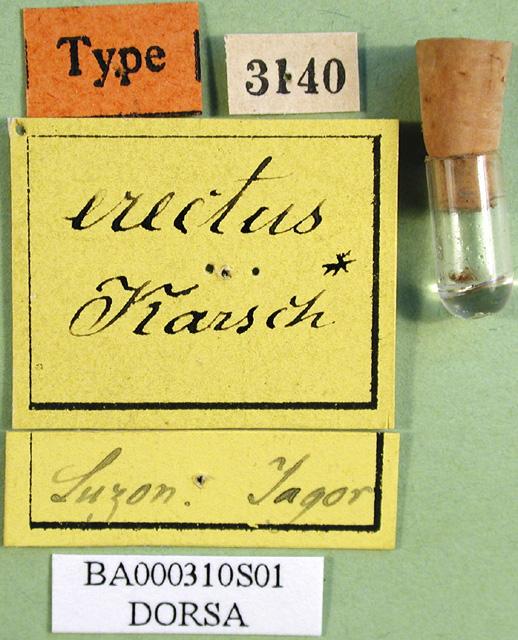 Type
3140
erectus
Karsch *
Luzon. Jagor
BA000310S01
DORSA